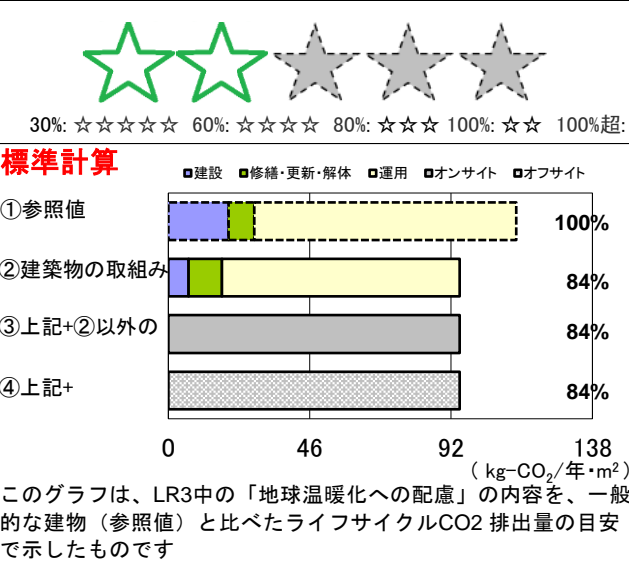 30%: ☆☆☆☆☆ 60%: ☆☆☆☆ 80%: ☆☆☆ 100%: ☆☆ 100%超:
標準計算
建設 修繕・更新・解体 運用 オンサイト オフサイト
①参照値 100%
②建築物の取組み 84%
③上記+②以外の 84%
④上記+ 84%
0 46 92 138
( kg-CO₂/年・m²)
このグラフは、LR3中の「地球温暖化への配慮」の内容を、一般
的な建物（参照値）と比べたライフサイクルCO2 排出量の目安
で示したものです